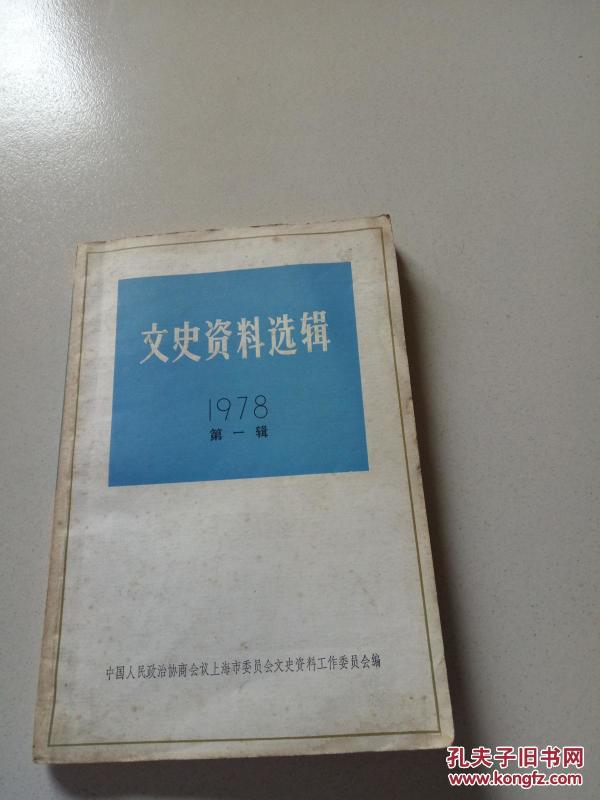 文史资料选辑
1978
第一辑
中国人民政治协商会议上海市委员会文史资料工作委员会编
孔夫子旧书网
www.kongfz.com